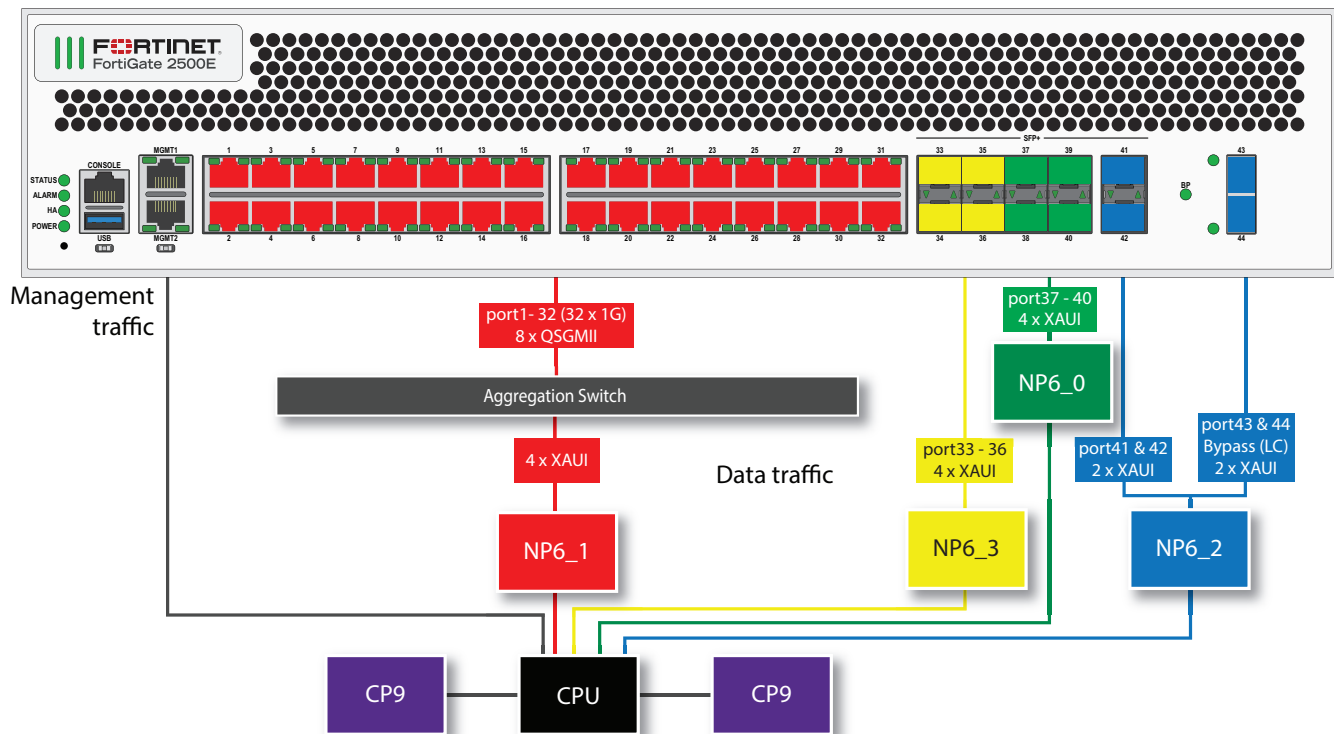 FORTINET
FortiGate 2500E
STATUS
ALARM
HA
POWER
CONSOLE
USB
MGMT1
MGMT2
1 3 5 7 9 11 13 15
2 4 6 8 10 12 14 16
17 19 21 23 25 27 29 31
18 20 21 24 26 28 30 32
SFP+
33 35 37 39 41
34 36 38 40 42
BP
43
44
Management
traffic
port1- 32 (32 x 1G)
8 x QSGMII
port37 - 40
4 x XAUI
Aggregation Switch
NP6_0
4 x XAUI
Data traffic
port33 - 36
4 x XAUI
port41 & 42
2 x XAUI
port43 & 44
Bypass (LC)
2 x XAUI
NP6_1
NP6_3
NP6_2
CP9
CPU
CP9